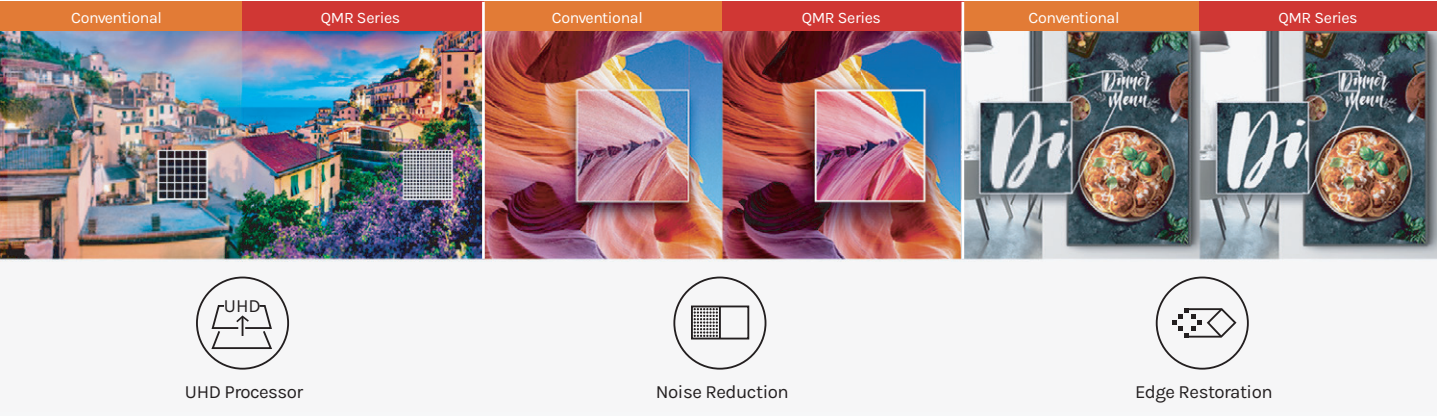 Conventional
QMR Series
Conventional
QMR Series
Conventional
QMR Series
Dinner
Menu
Di
Dinner
Menu
Di
UHD
UHD Processor
Noise Reduction
Edge Restoration